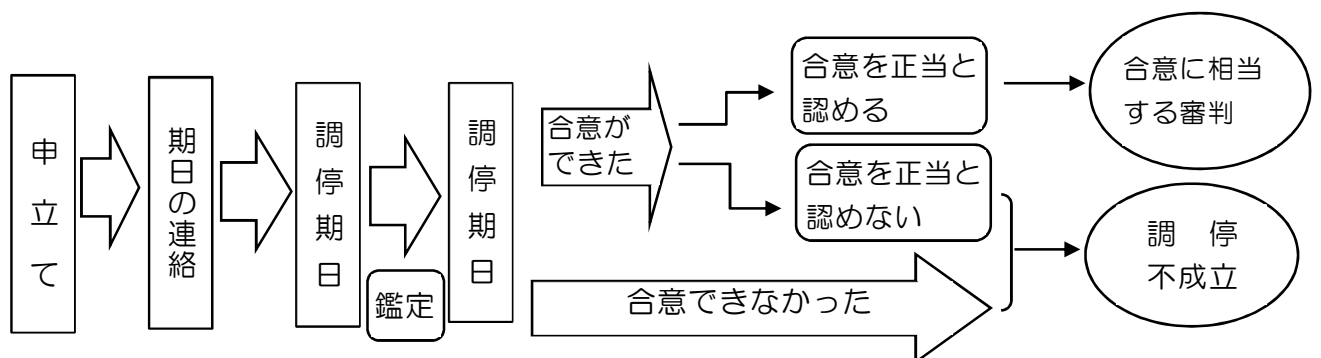 申立て
期日の連絡
調停期日
鑑定
調停期日
合意が
できた
合意を正当と
認める
合意に相当
する審判
合意を正当と
認めない
合意できなかった
調　停
不成立